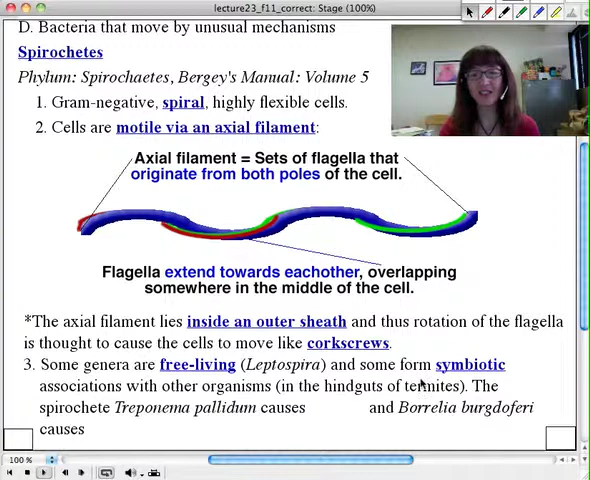 lecture23_f11_correct: Stage (100%)
D. Bacteria that move by unusual mechanisms
Spirochetes
Phylum: Spirochaetes, Bergey's Manual: Volume 5
1. Gram-negative, spiral, highly flexible cells.
2. Cells are motile via an axial filament:
Axial filament = Sets of flagella that
originate from both poles of the cell.
Flagella extend towards eachother, overlapping
somewhere in the middle of the cell.
*The axial filament lies inside an outer sheath and thus rotation of the flagella
is thought to cause the cells to move like corkscrews.
3. Some genera are free-living (Leptospira) and some form symbiotic
associations with other organisms (in the hindguts of termites). The
spirochete Treponema pallidum causes and Borrelia burgdoferi
causes
100 %